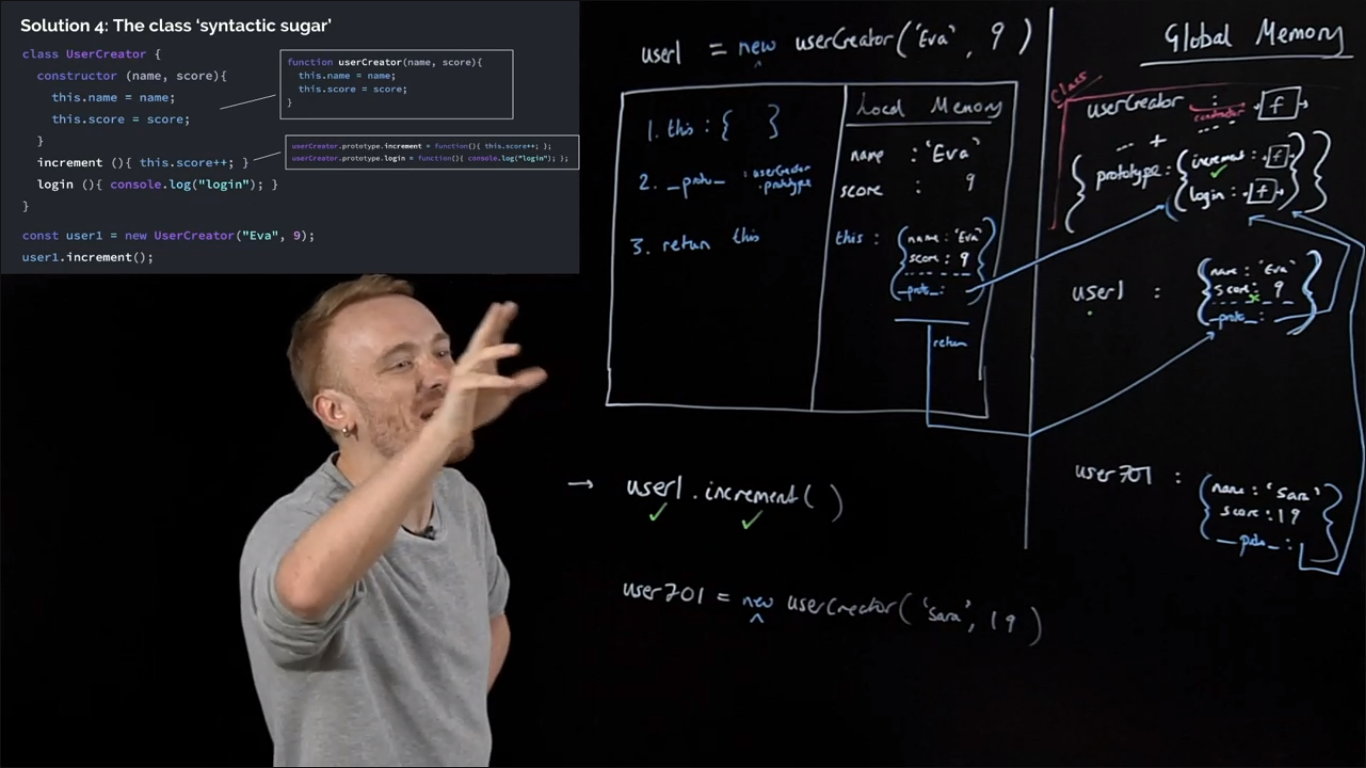 Solution 4: The class ‘syntactic sugar’
class UserCreator {
constructor (name, score){
this.name = name;
this.score = score;
}
increment (){ this.score++; }
login (){ console.log("login"); }
}
const user1 = new UserCreator("Eva", 9);
user1.increment();
function userCreator(name, score){
this.name = name;
this.score = score;
}
userCreator.prototype.increment = function(){ this.score++; };
userCreator.prototype.login = function(){ console.log("login"); };
user1 = new userCreator('Eva', 9)
1. this : { }
2. __proto__ : userCreator
.prototype
3. return this
Local Memory
name : 'Eva'
score : 9
this : { name : 'Eva'
score : 9
__proto__ : }
return
→ user1.increment( )
user701 = new userCreator('Sara', 19)
Global Memory
class
userCreator : f
constructor
+
{ prototype : { increment : f
login : f } }
user1 : { name : 'Eva'
score : 9
__proto__ : }
user701 : { name : 'Sara'
score : 19
__proto__ : }